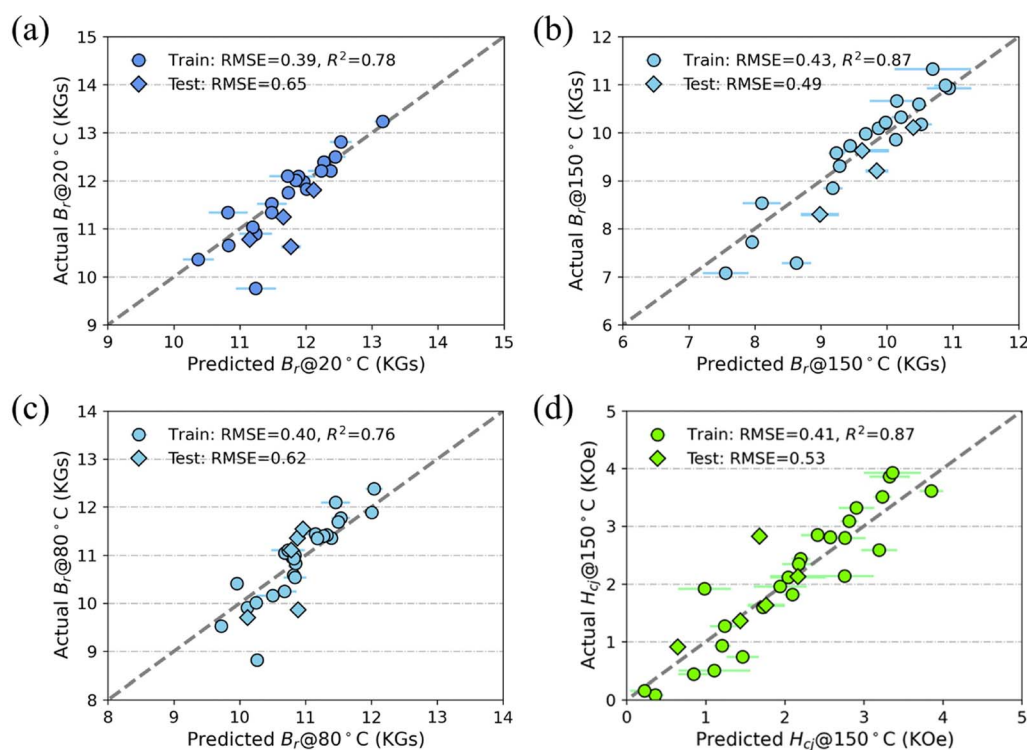 (a)
15
14
13
12
11
10
9
Actual B_r@20°C (KGs)
Train: RMSE=0.39, R²=0.78
Test: RMSE=0.65
8 9 10 11 12 13 14 15
Predicted B_r@20°C (KGs)
(b)
12
11
10
9
8
7
6
Actual B_r@150°C (KGs)
Train: RMSE=0.43, R²=0.87
Test: RMSE=0.49
6 7 8 9 10 11 12
Predicted B_r@150°C (KGs)
(c)
14
13
12
11
10
9
8
Actual B_r@80°C (KGs)
Train: RMSE=0.40, R²=0.76
Test: RMSE=0.62
8 9 10 11 12 13 14
Predicted B_r@80°C (KGs)
(d)
5
4
3
2
1
0
Actual H_cj@150°C (KOe)
Train: RMSE=0.41, R²=0.87
Test: RMSE=0.53
0 1 2 3 4 5
Predicted H_cj@150°C (KOe)